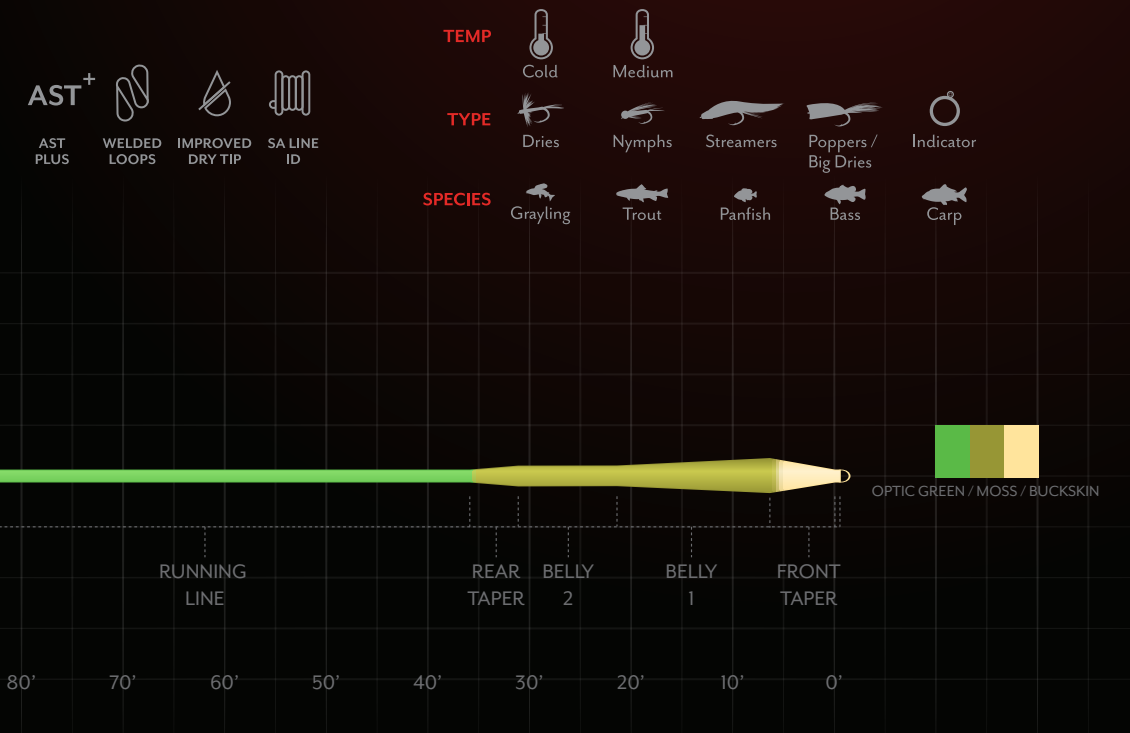 AST+
AST
PLUS
WELDED
LOOPS
IMPROVED
DRY TIP
SA LINE
ID
TEMP
Cold
Medium
TYPE
Dries
Nymphs
Streamers
Poppers /
Big Dries
Indicator
SPECIES
Grayling
Trout
Panfish
Bass
Carp
OPTIC GREEN / MOSS / BUCKSKIN
RUNNING
LINE
REAR
TAPER
BELLY
2
BELLY
1
FRONT
TAPER
80’
70’
60’
50’
40’
30’
20’
10’
0’